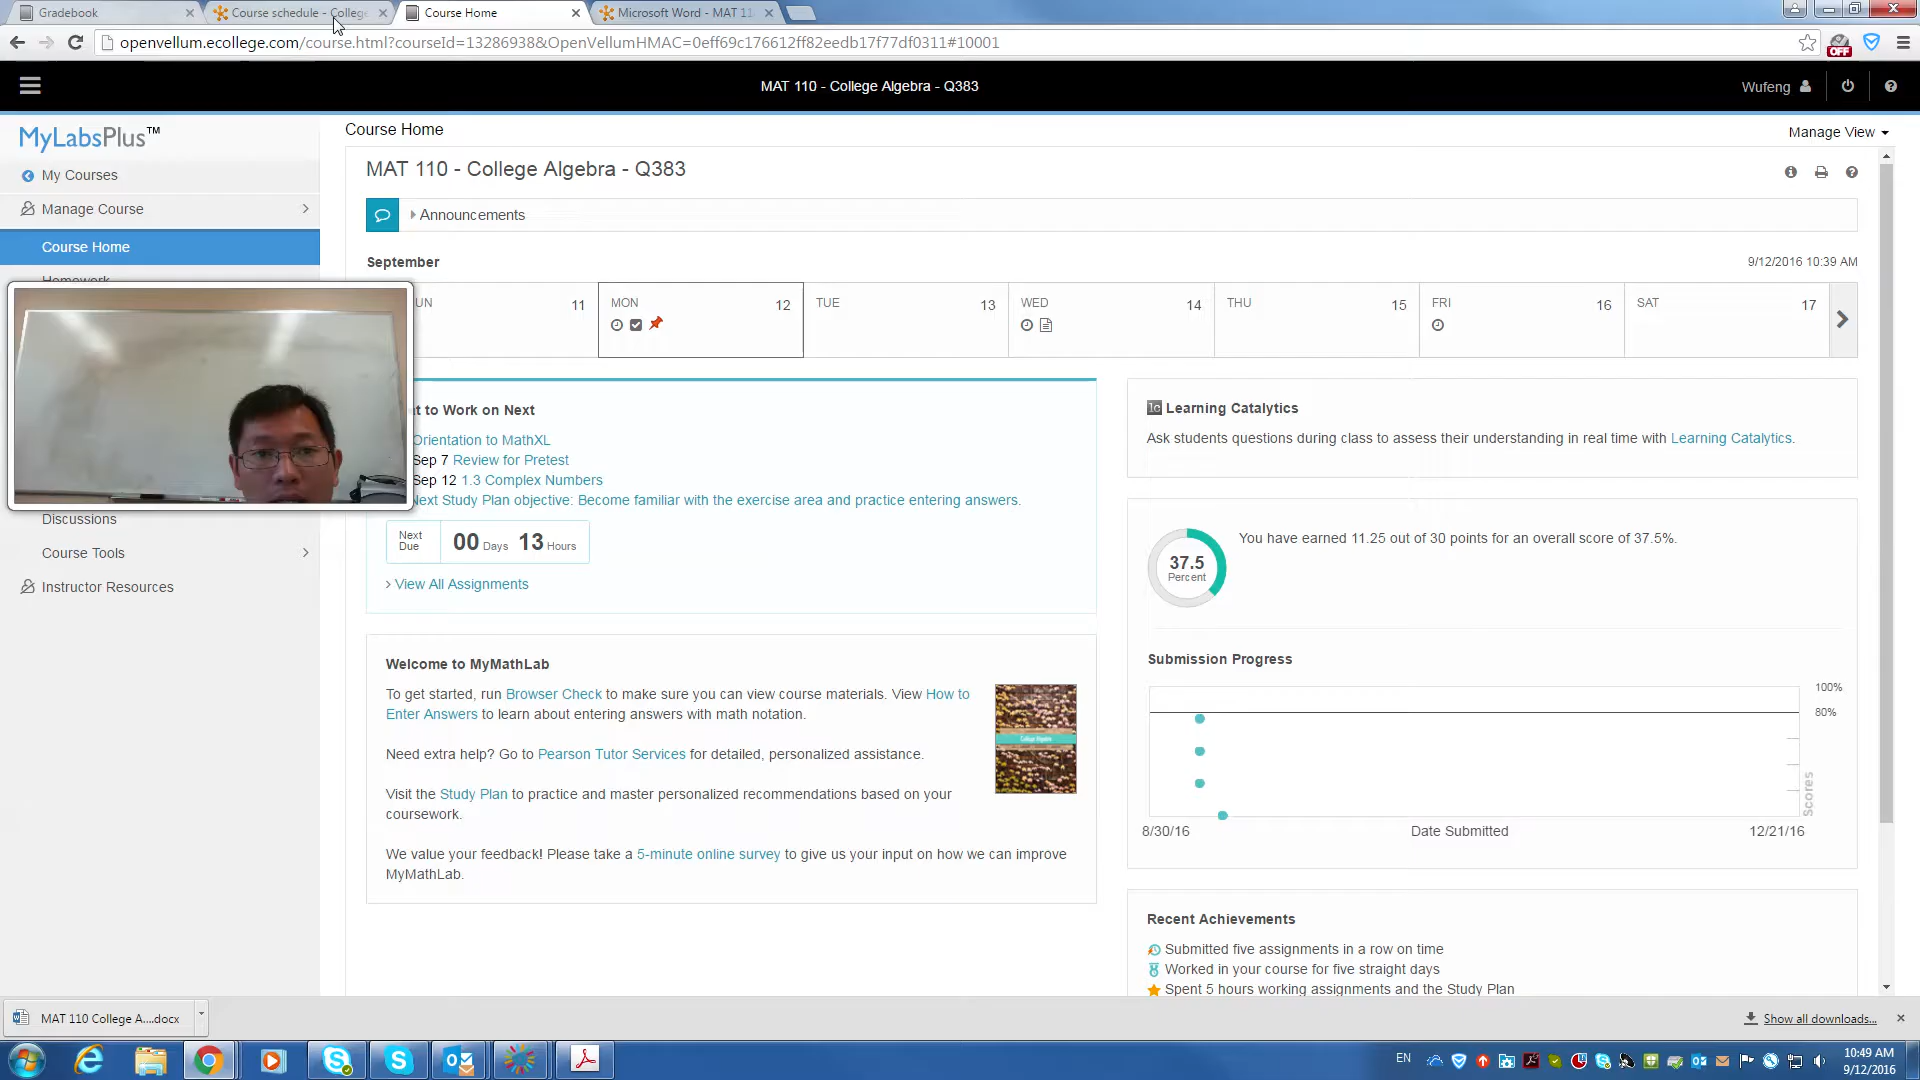 Gradebook
Course schedule - College
Course Home
Microsoft Word - MAT 11
openvellum.ecollege.com/course.html?courseId=13286938&OpenVellumHMAC=0eff69c176612ff82eedb17f77df0311#10001
OFF
MAT 110 - College Algebra - Q383
Wufeng
MyLabsPlus™
My Courses
Manage Course
Course Home
Homework
Discussions
Course Tools
Instructor Resources
Course Home
Manage View
MAT 110 - College Algebra - Q383
Announcements
September
9/12/2016 10:39 AM
UN 11
MON 12
TUE 13
WED 14
THU 15
FRI 16
SAT 17
t to Work on Next
Orientation to MathXL
Sep 7 Review for Pretest
Sep 12 1.3 Complex Numbers
Next Study Plan objective: Become familiar with the exercise area and practice entering answers.
Next Due 00 Days 13 Hours
View All Assignments
Welcome to MyMathLab
To get started, run Browser Check to make sure you can view course materials. View How to
Enter Answers to learn about entering answers with math notation.
Need extra help? Go to Pearson Tutor Services for detailed, personalized assistance.
Visit the Study Plan to practice and master personalized recommendations based on your
coursework.
We value your feedback! Please take a 5-minute online survey to give us your input on how we can improve
MyMathLab.
College Algebra
lc Learning Catalytics
Ask students questions during class to assess their understanding in real time with Learning Catalytics.
37.5
Percent
You have earned 11.25 out of 30 points for an overall score of 37.5%.
Submission Progress
100%
80%
Scores
8/30/16
Date Submitted
12/21/16
Recent Achievements
Submitted five assignments in a row on time
Worked in your course for five straight days
Spent 5 hours working assignments and the Study Plan
MAT 110 College A....docx
Show all downloads...
EN
10:49 AM
9/12/2016